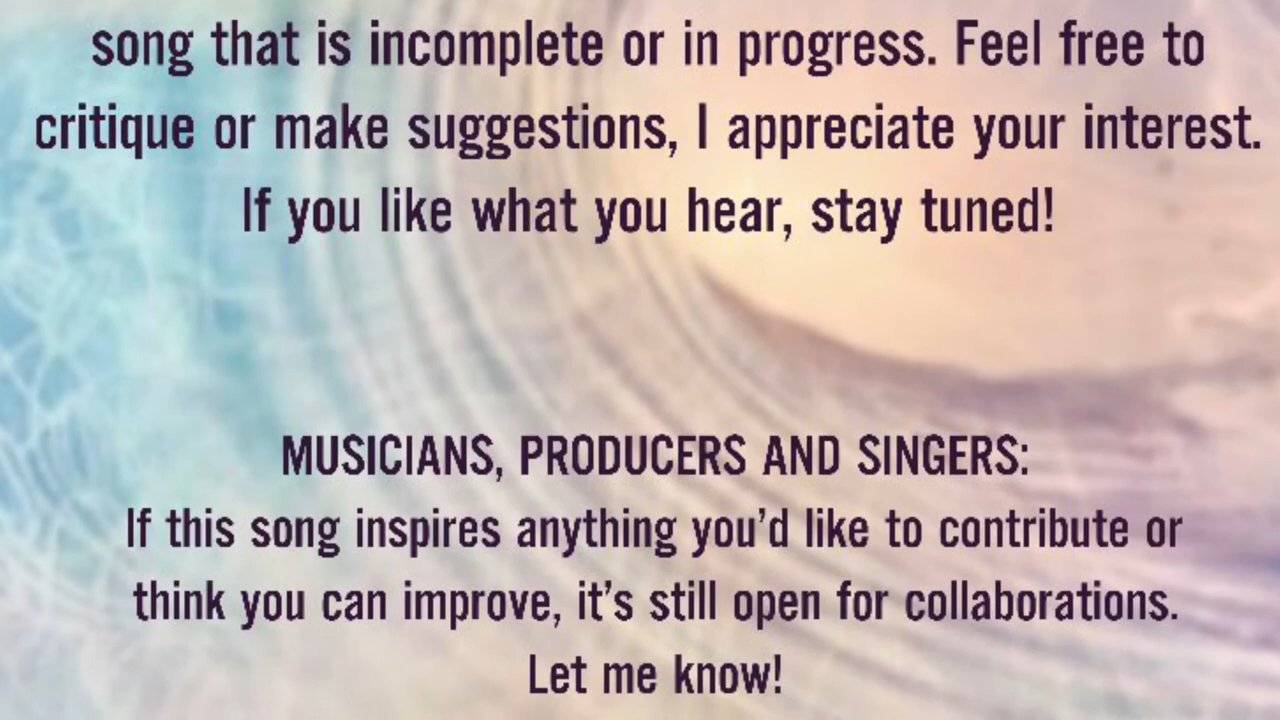 song that is incomplete or in progress. Feel free to
critique or make suggestions, I appreciate your interest.
If you like what you hear, stay tuned!
MUSICIANS, PRODUCERS AND SINGERS:
If this song inspires anything you’d like to contribute or
think you can improve, it’s still open for collaborations.
Let me know!